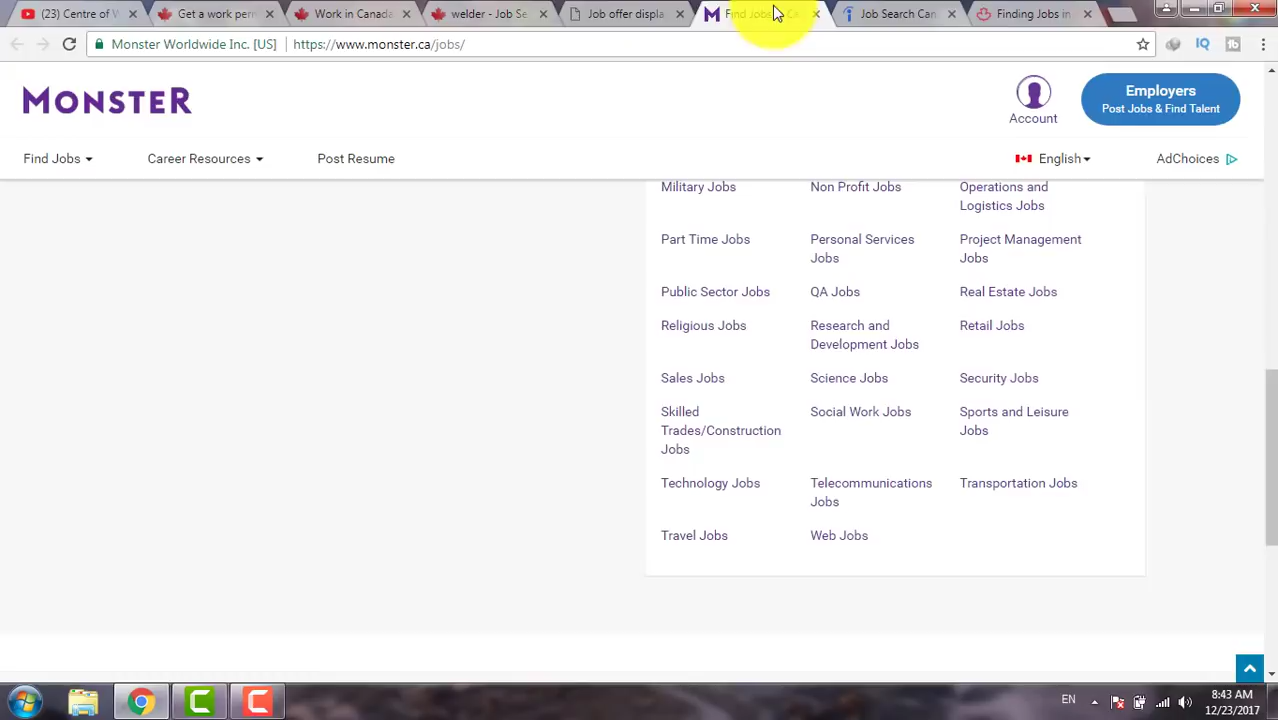 (23) Centre of W
Get a work perm
Work in Canada
welder - Job Se
Job offer displa
Job Search Can
Finding Jobs in
Monster Worldwide Inc. [US]
https://www.monster.ca/jobs/
MONSTER
Account
Employers
Post Jobs & Find Talent
Find Jobs
Career Resources
Post Resume
English
AdChoices
Military Jobs
Non Profit Jobs
Operations and
Logistics Jobs
Part Time Jobs
Personal Services
Jobs
Project Management
Jobs
Public Sector Jobs
QA Jobs
Real Estate Jobs
Religious Jobs
Research and
Development Jobs
Retail Jobs
Sales Jobs
Science Jobs
Security Jobs
Skilled
Trades/Construction
Jobs
Social Work Jobs
Sports and Leisure
Jobs
Technology Jobs
Telecommunications
Jobs
Transportation Jobs
Travel Jobs
Web Jobs
EN
8:43 AM
12/23/2017